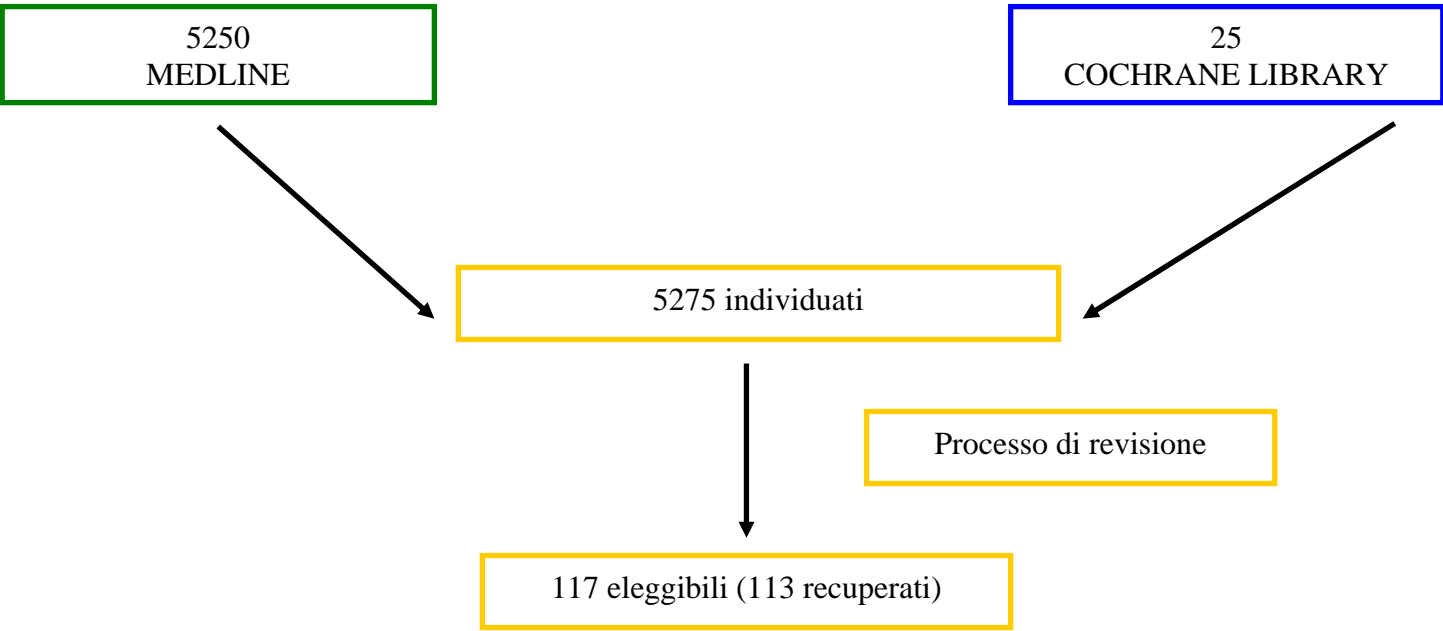 5250
MEDLINE
25
COCHRANE LIBRARY
5275 individuati
Processo di revisione
117 eleggibili (113 recuperati)